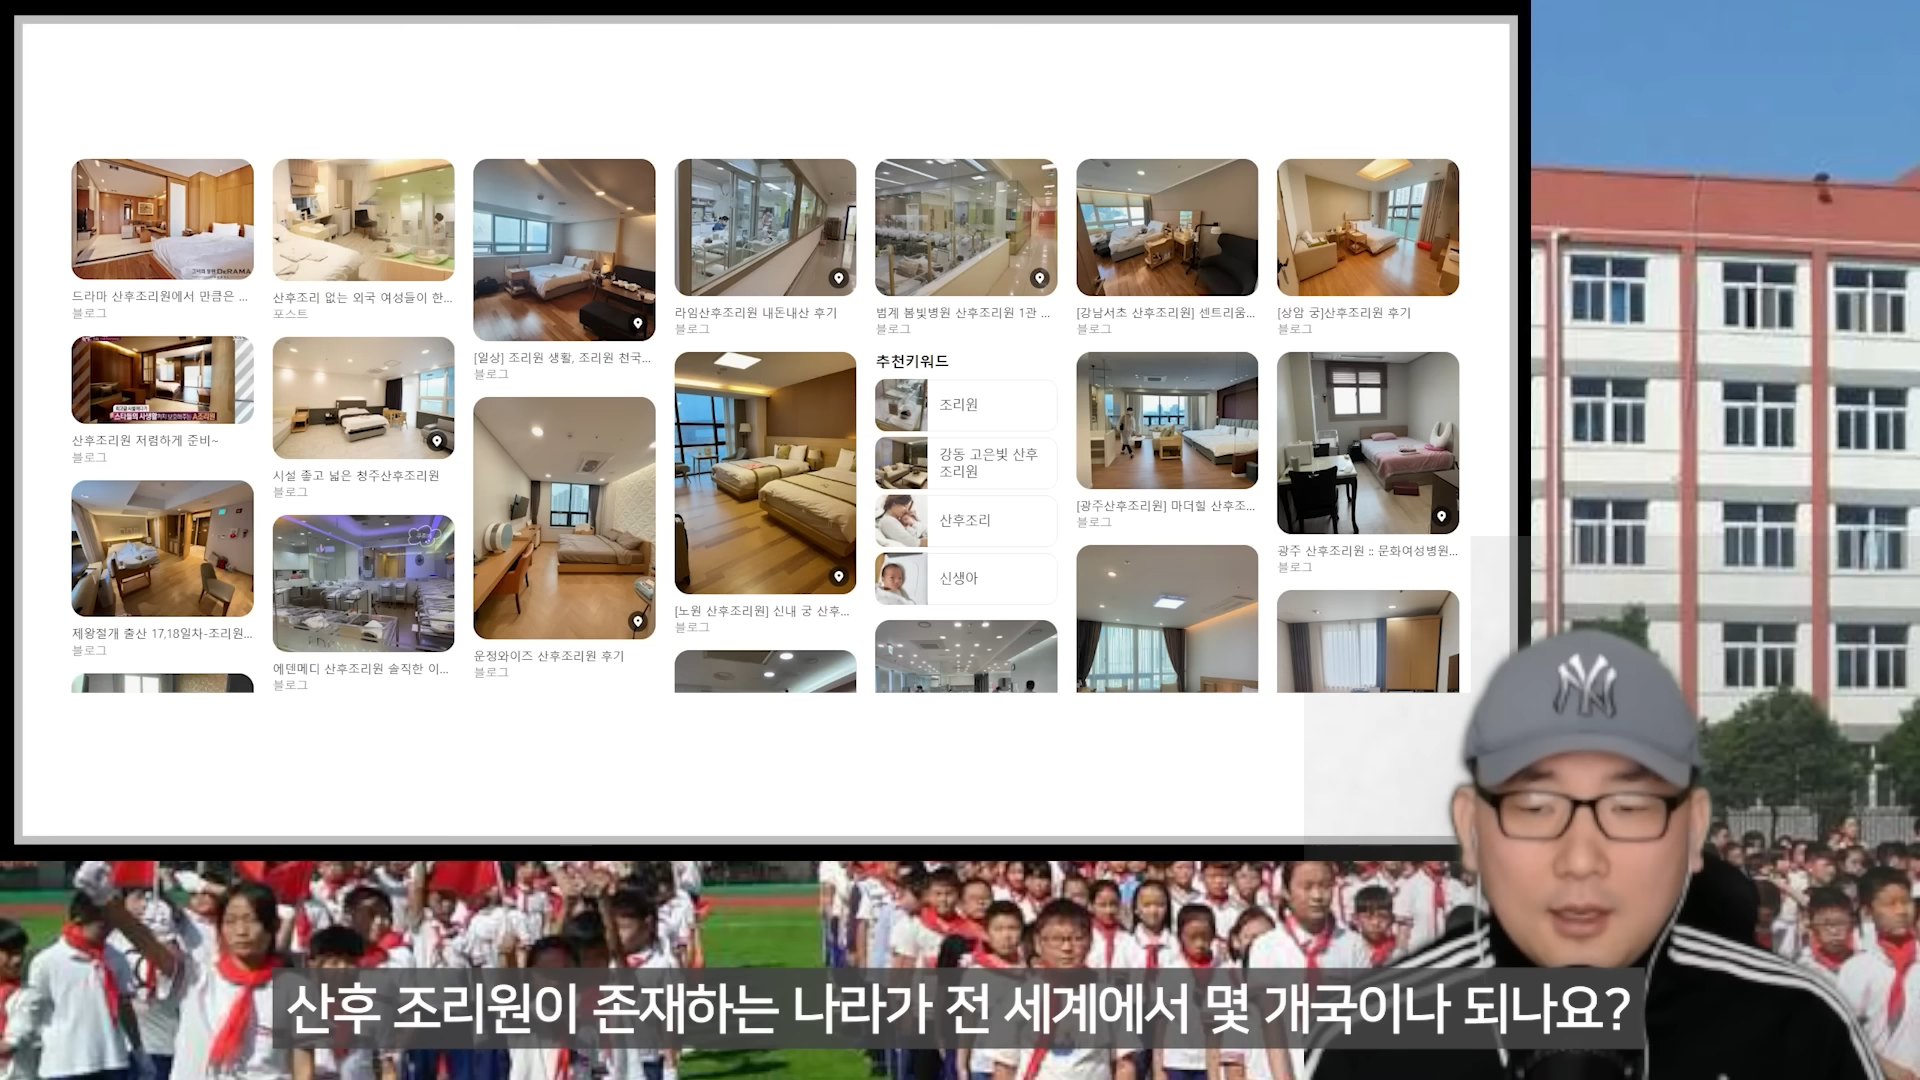 드라마 산후조리원에서 만큼은 ...
블로그
산후조리원 저렴하게 준비~
블로그
제왕절개 출산 17,18일차-조리원...
블로그
산후조리 없는 외국 여성들이 한...
포스트
시설 좋고 넓은 청주산후조리원
블로그
에덴메디 산후조리원 솔직한 이...
블로그
[일상] 조리원 생활, 조리원 천국...
블로그
운정와이즈 산후조리원 후기
블로그
라임산후조리원 내돈내산 후기
블로그
[노원 산후조리원] 신내 궁 산후...
블로그
범계 봄빛병원 산후조리원 1관 ...
블로그
추천키워드
조리원
강동 고은빛 산후
조리원
산후조리
신생아
[강남서초 산후조리원] 센트리움...
블로그
[광주산후조리원] 마더힐 산후조...
블로그
[상암 궁]산후조리원 후기
블로그
광주 산후조리원 :: 문화여성병원...
블로그
NY
산후 조리원이 존재하는 나라가 전 세계에서 몇 개국이나 되나요?